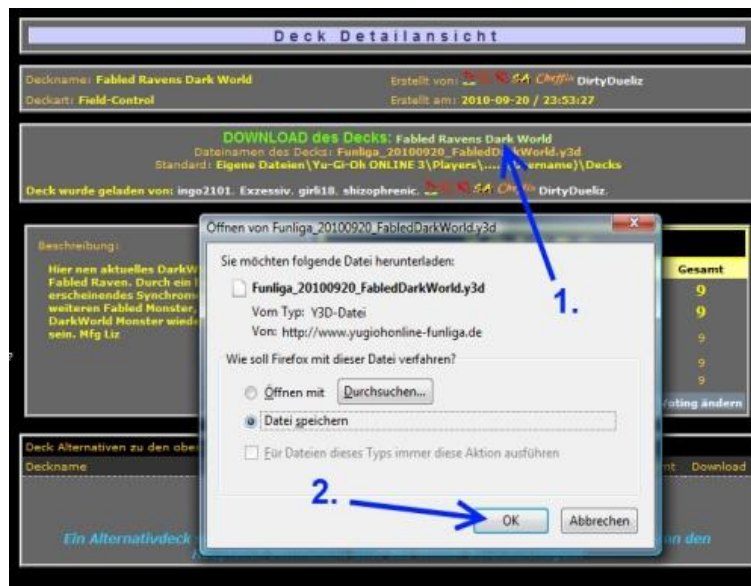 Deck Detailansicht
Deckname: Fabled Ravens Dark World
Erstellt von: DirtyDueliz
Deckart: Field-Control
Erstellt am: 2010-09-20 / 23:53:27
DOWNLOAD des Decks: Fabled Ravens Dark World
Dateinamen des Decks: Funliga_20100920_FabledDarkWorld.y3d
Standard: Eigene Dateien\Yu-Gi-Oh ONLINE 3\Players\....ername)\Decks
Deck wurde geladen von: ingo2101, Exzessiv, girli18, shizophrenic, DirtyDueliz.
Öffnen von Funliga_20100920_FabledDarkWorld.y3d
Sie möchten folgende Datei herunterladen:
Funliga_20100920_FabledDarkWorld.y3d
Vom Typ: Y3D-Datei
Von: http://www.yugiohonline-funliga.de
Wie soll Firefox mit dieser Datei verfahren?
Öffnen mit Durchsuchen...
Datei speichern
Für Dateien dieses Typs immer diese Aktion ausführen
OK Abbrechen
1.
2.
Beschreibung:
Hier nen aktuelles DarkW
Fabled Raven. Durch ein
erscheinendes Synchrom
weiteren Fabled Monster,
DarkWorld Monster wied
sein. Mfg Liz
Gesamt
9
9
9
9
9
Voting ändern
Deck Alternativen zu den obe
Deckname
Download
Ein Alternativdeck
on den